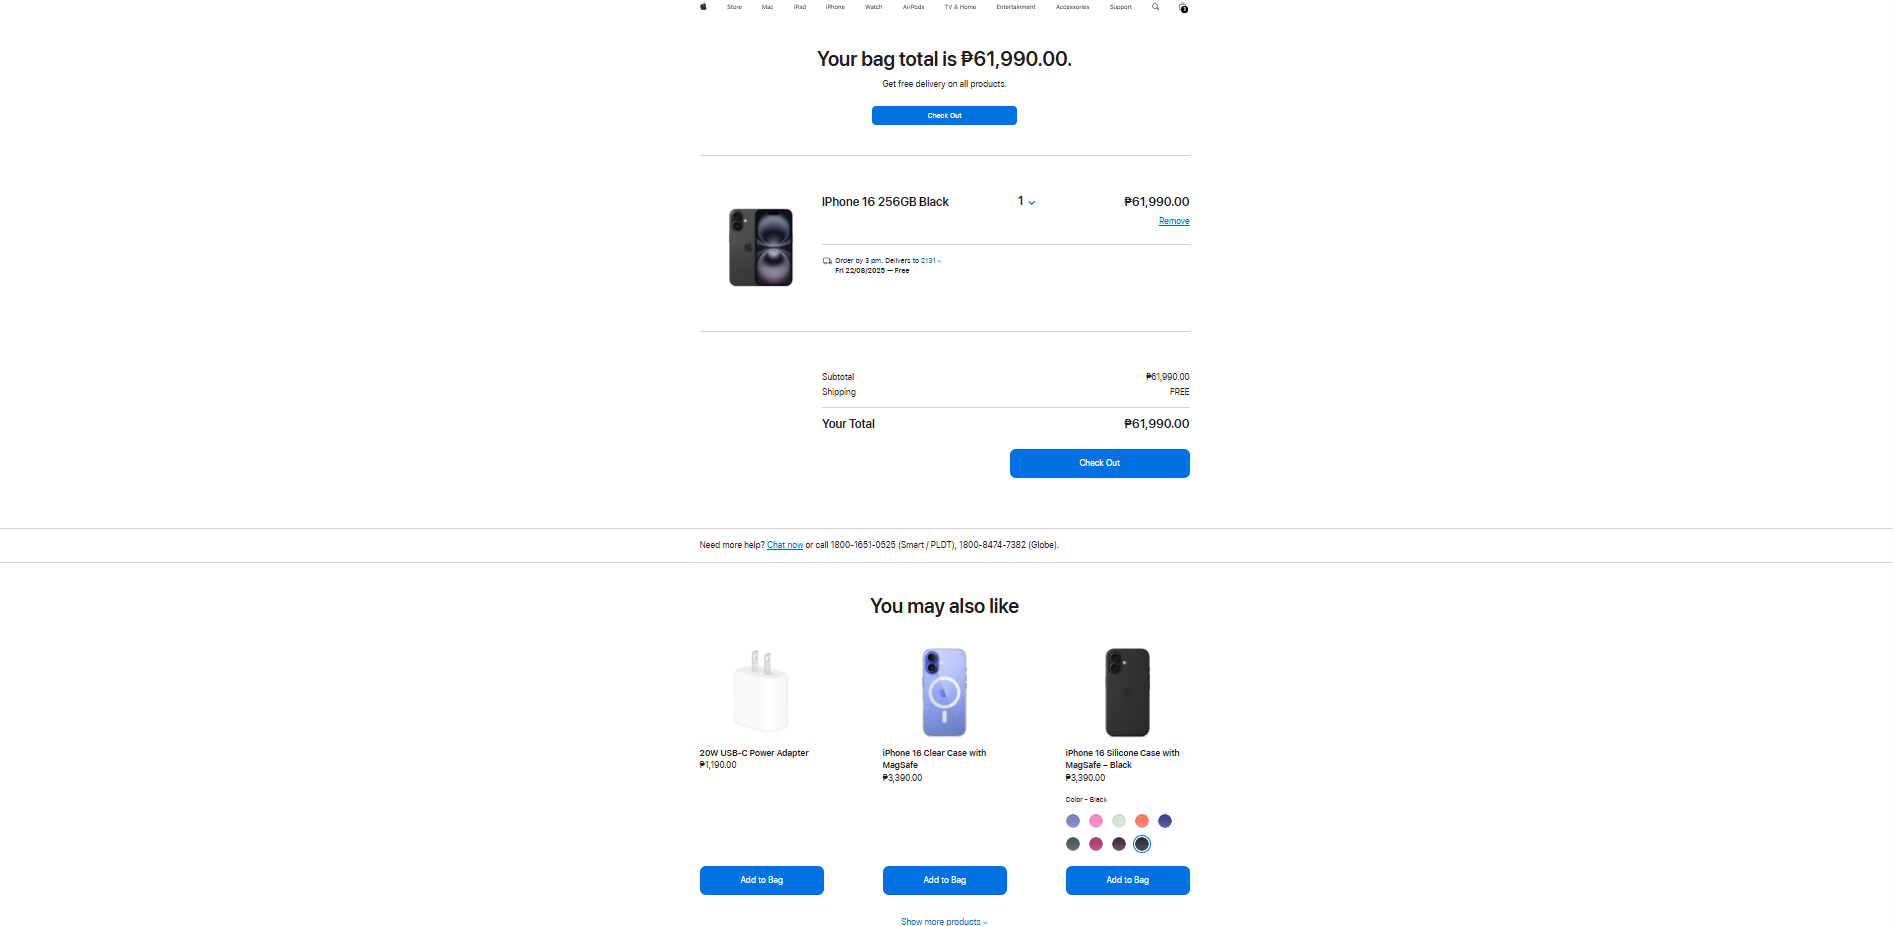 Store Mac iPad iPhone Watch AirPods TV & Home Entertainment Accessories Support
Your bag total is ₱61,990.00.
Get free delivery on all products.
Check Out
iPhone 16 256GB Black 1 ₱61,990.00
Remove
Order by 3 pm. Delivers to 2131
Fri 22/08/2025 — Free
Subtotal ₱61,990.00
Shipping FREE
Your Total ₱61,990.00
Check Out
Need more help? Chat now or call 1800-1651-0525 (Smart / PLDT), 1800-8474-7382 (Globe).
You may also like
20W USB-C Power Adapter
₱1,190.00
Add to Bag
iPhone 16 Clear Case with
MagSafe
₱3,390.00
Add to Bag
iPhone 16 Silicone Case with
MagSafe – Black
₱3,390.00
Color - Black
Add to Bag
Show more products